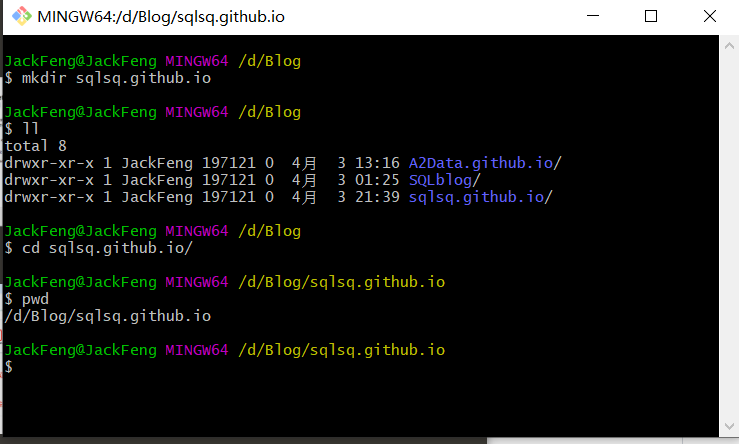 MINGW64:/d/Blog/sqlsq.github.io
JackFeng@JackFeng MINGW64 /d/Blog
$ mkdir sqlsq.github.io
JackFeng@JackFeng MINGW64 /d/Blog
$ ll
total 8
drwxr-xr-x 1 JackFeng 197121 0  4月   3 13:16 A2Data.github.io/
drwxr-xr-x 1 JackFeng 197121 0  4月   3 01:25 SQLblog/
drwxr-xr-x 1 JackFeng 197121 0  4月   3 21:39 sqlsq.github.io/
JackFeng@JackFeng MINGW64 /d/Blog
$ cd sqlsq.github.io/
JackFeng@JackFeng MINGW64 /d/Blog/sqlsq.github.io
$ pwd
/d/Blog/sqlsq.github.io
JackFeng@JackFeng MINGW64 /d/Blog/sqlsq.github.io
$